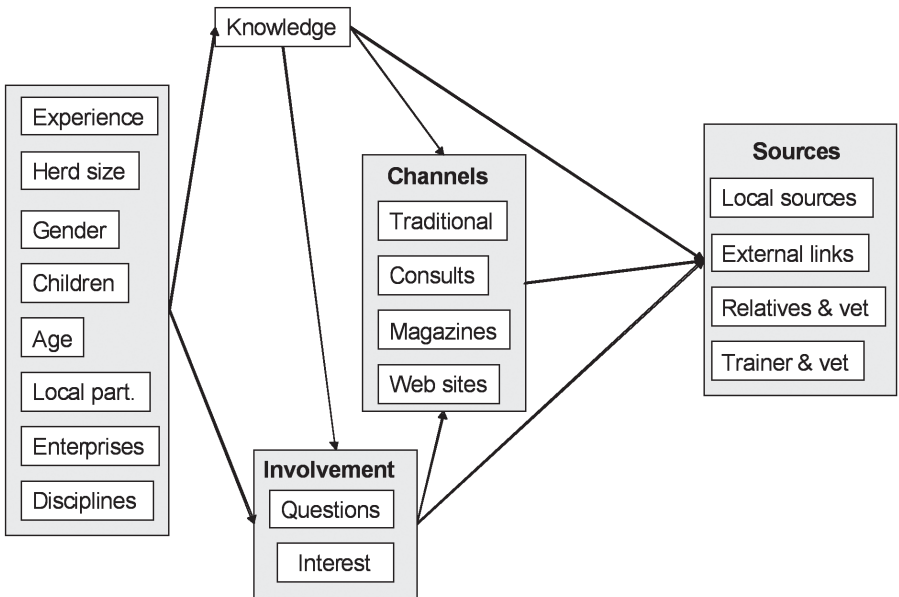 Knowledge
Experience
Herd size
Gender
Children
Age
Local part.
Enterprises
Disciplines
Channels
Traditional
Consults
Magazines
Web sites
Involvement
Questions
Interest
Sources
Local sources
External links
Relatives & vet
Trainer & vet